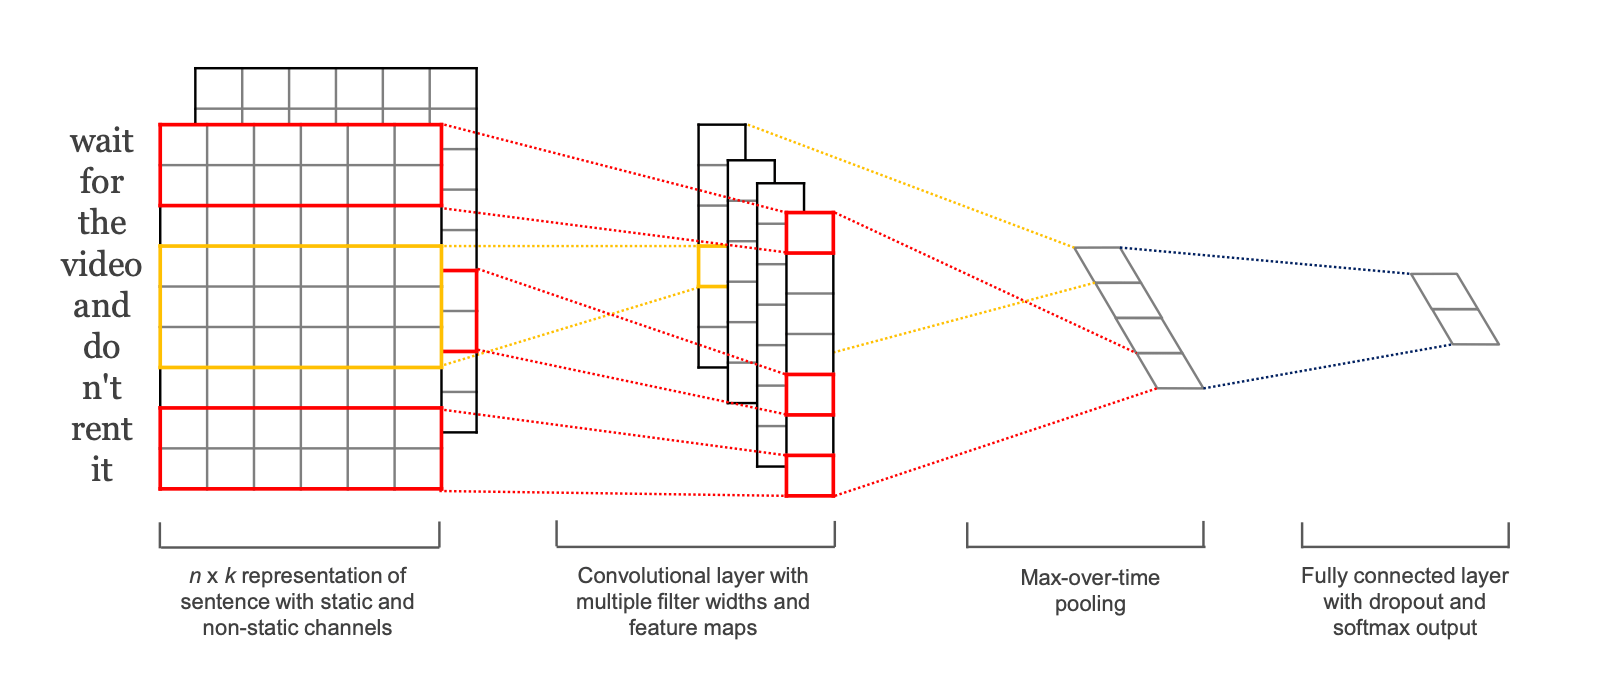 wait
for
the
video
and
do
n't
rent
it
n x k representation of
sentence with static and
non-static channels
Convolutional layer with
multiple filter widths and
feature maps
Max-over-time
pooling
Fully connected layer
with dropout and
softmax output